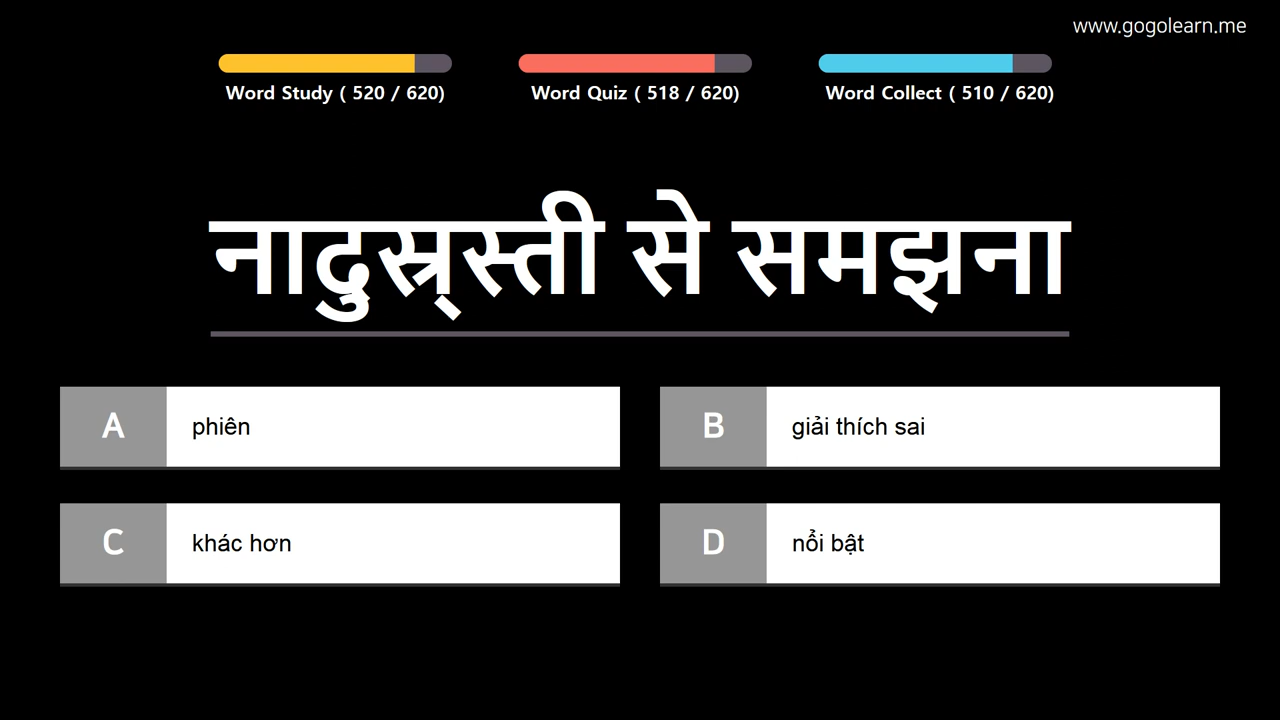 www.gogolearn.me
Word Study ( 520 / 620)
Word Quiz ( 518 / 620)
Word Collect ( 510 / 620)
नादुस्र्स्ती से समझना
A phiên
B giải thích sai
C khác hơn
D nổi bật